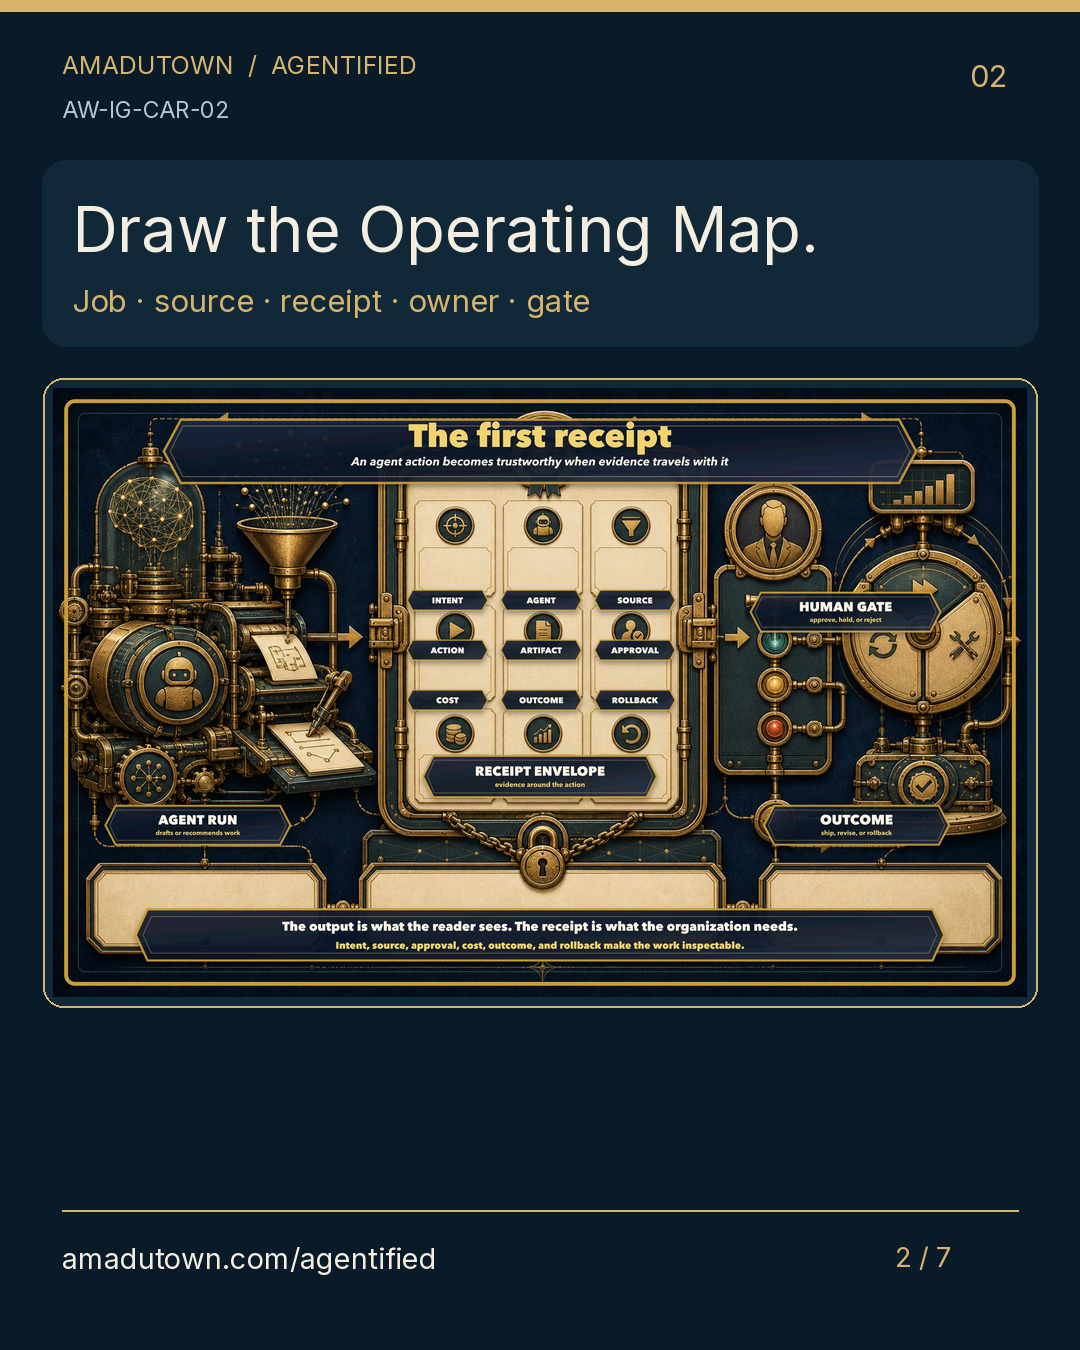 AMADUTOWN / AGENTIFIED
02
AW-IG-CAR-02
Draw the Operating Map.
Job · source · receipt · owner · gate
The first receipt
An agent action becomes trustworthy when evidence travels with it
INTENT
AGENT
SOURCE
ACTION
ARTIFACT
APPROVAL
COST
OUTCOME
ROLLBACK
RECEIPT ENVELOPE
evidence around the action
HUMAN GATE
approve, hold, or reject
AGENT RUN
drafts or recommends work
OUTCOME
ship, revise, or rollback
The output is what the reader sees. The receipt is what the organization needs.
Intent, source, approval, cost, outcome, and rollback make the work inspectable.
amadutown.com/agentified
2 / 7